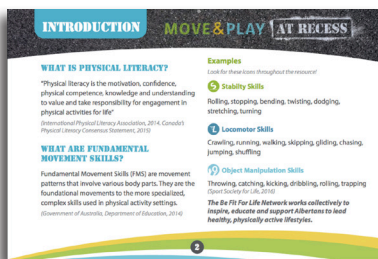 INTRODUCTION
MOVE&PLAY AT RECESS
WHAT IS PHYSICAL LITERACY?
"Physical literacy is the motivation, confidence,
physical competence, knowledge and understanding
to value and take responsibility for engagement in
physical activities for life"
(International Physical Literacy Association, 2014. Canada's
Physical Literacy Consensus Statement, 2015)
WHAT ARE FUNDAMENTAL
MOVEMENT SKILLS?
Fundamental Movement Skills (FMS) are movement
patterns that involve various body parts. They are the
foundational movements to the more specialized,
complex skills used in physical activity settings.
(Government of Australia, Department of Education, 2014)
Examples
Look for these icons throughout the resource!
Stabilty Skills
Rolling, stopping, bending, twisting, dodging,
stretching, turning
Locomotor Skills
Crawling, running, walking, skipping, gliding, chasing,
jumping, shuffling
Object Manipulation Skills
Throwing, catching, kicking, dribbling, rolling, trapping
(Sport Society for Life, 2016)
The Be Fit For Life Network works collectively to
inspire, educate and support Albertans to lead
healthy, physically active lifestyles.
2